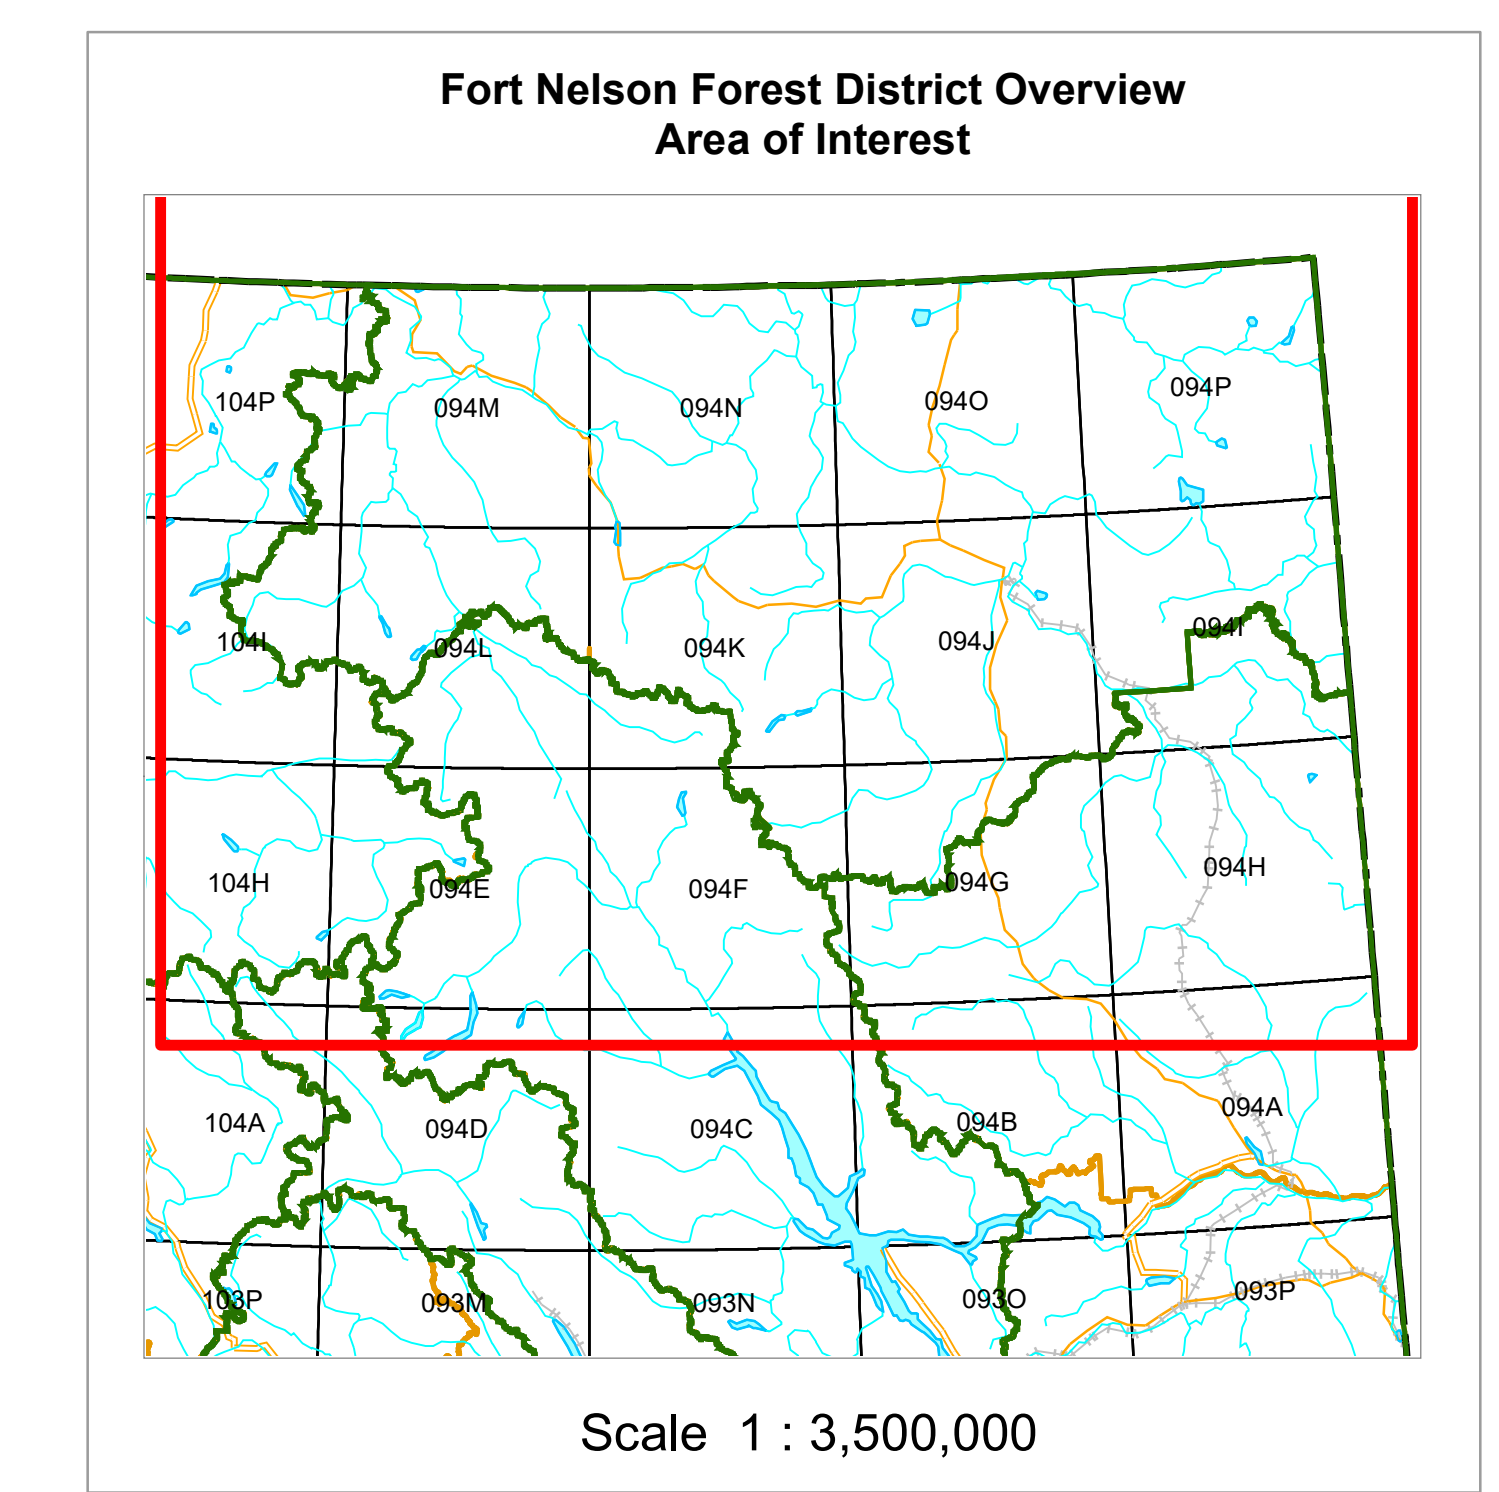 Fort Nelson Forest District Overview
Area of Interest
104P
094M
094N
094O
094P
104I
094L
094K
094J
094I
104H
094E
094F
094G
094H
104A
094D
094C
094B
094A
103P
093M
093N
093O
093P
Scale 1 : 3,500,000